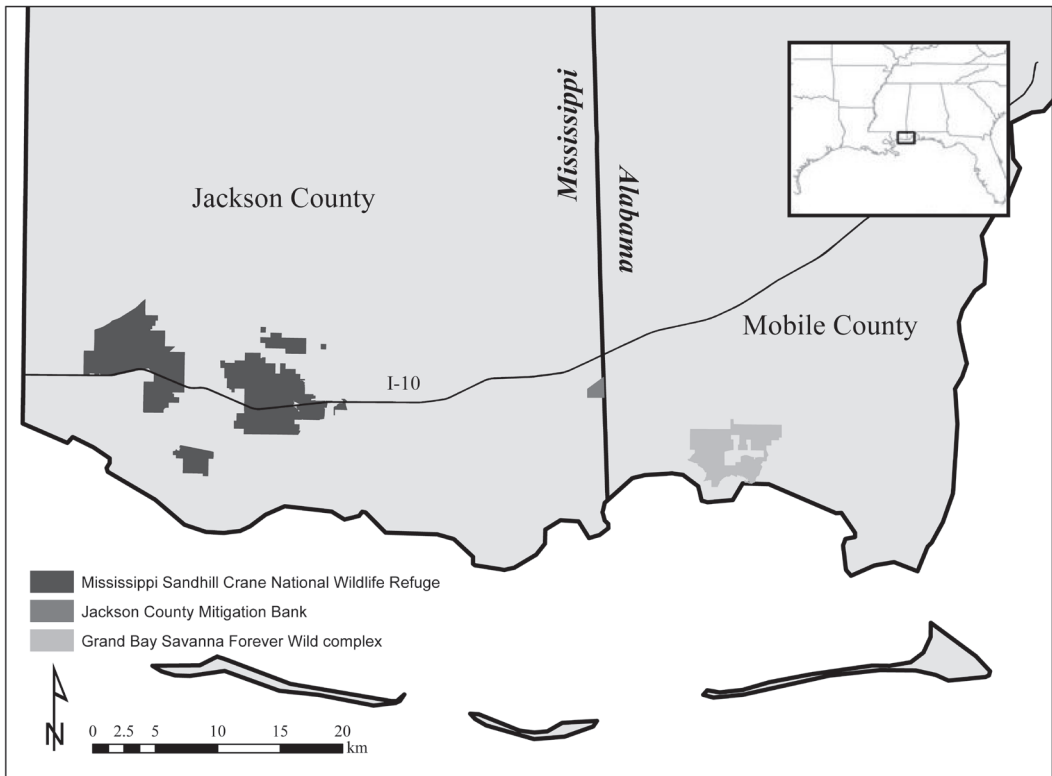 Mississippi
Alabama
Jackson County
Mobile County
I-10
Mississippi Sandhill Crane National Wildlife Refuge
Jackson County Mitigation Bank
Grand Bay Savanna Forever Wild complex
N
0 2.5 5 10 15 20
km